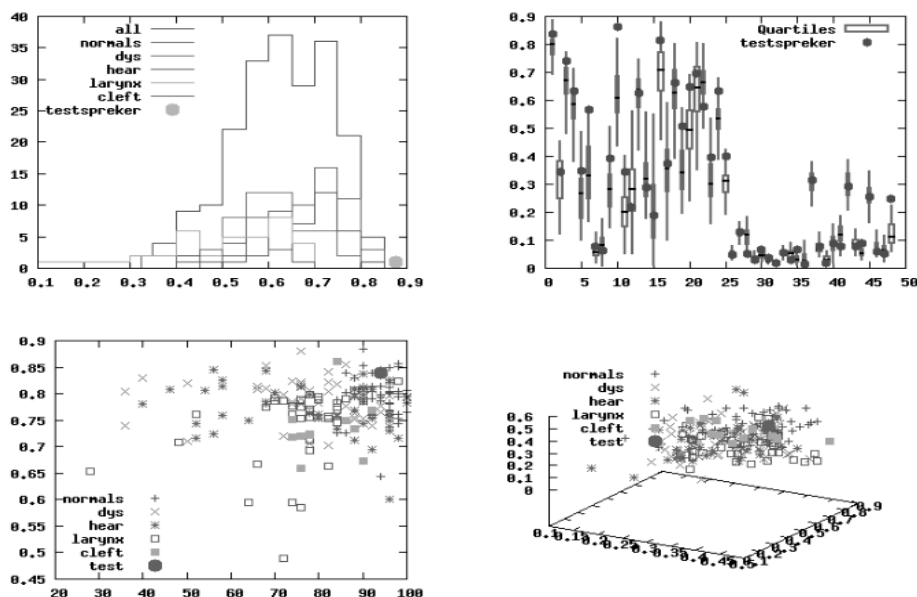 40
35
30
25
20
15
10
5
0
all
normals
dys
hear
larynx
cleft
testspreker
0.1 0.2 0.3 0.4 0.5 0.6 0.7 0.8 0.9
0.9
0.8
0.7
0.6
0.5
0.4
0.3
0.2
0.1
0
Quartiles
testspreker
0 5 10 15 20 25 30 35 40 45 50
0.9
0.85
0.8
0.75
0.7
0.65
0.6
0.55
0.5
0.45
normals
dys
hear
larynx
cleft
test
20 30 40 50 60 70 80 90 100
normals
dys
hear
larynx
cleft
test
0.6
0.5
0.4
0.3
0.2
0.1
0